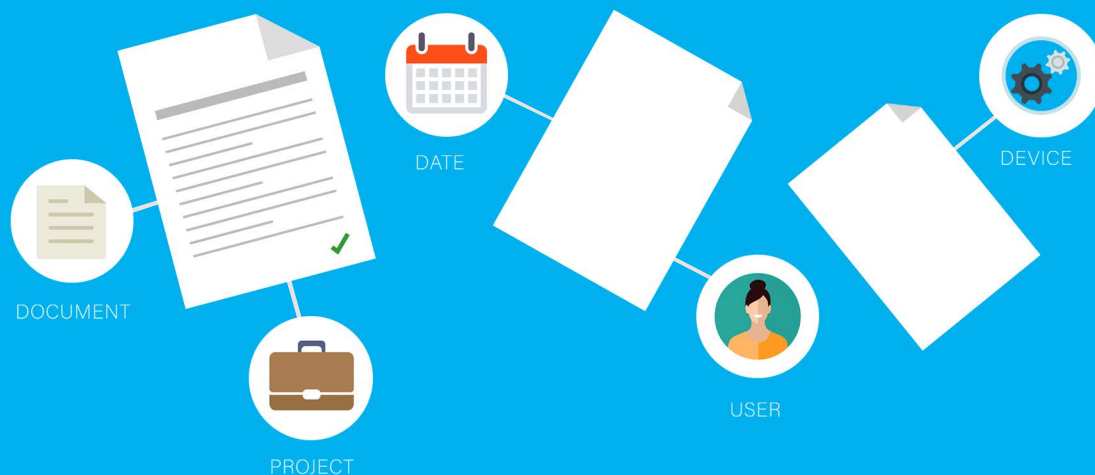 DOCUMENT
PROJECT
DATE
USER
DEVICE